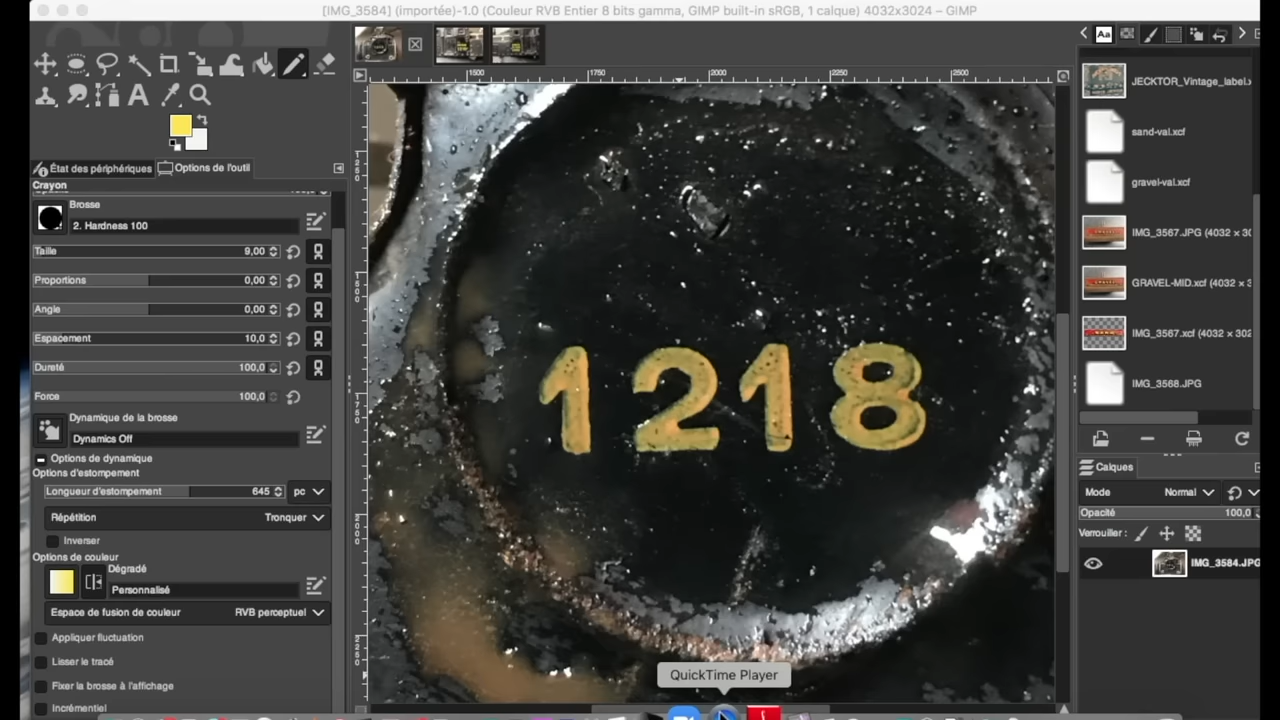 [IMG_3584] (importée)-1.0 (Couleur RVB Entier 8 bits gamma, GIMP built-in sRGB, 1 calque) 4032x3024 – GIMP
1500 1750 2000 2250 2500
État des périphériques Options de l'outil
Crayon
Brosse
2. Hardness 100
Taille 9,00
Proportions 0,00
Angle 0,00
Espacement 10,0
Dureté 100,0
Force 100,0
Dynamique de la brosse
Dynamics Off
Options de dynamique
Options d'estompement
Longueur d'estompement 645 pc
Répétition Tronquer
Inverser
Options de couleur
Dégradé
Personnalisé
Espace de fusion de couleur RVB perceptuel
Appliquer fluctuation
Lisser le tracé
Fixer la brosse à l'affichage
Incrémentiel
1218
QuickTime Player
Aa
JECKTOR_Vintage_label.x
sand-val.xcf
gravel-val.xcf
IMG_3567.JPG (4032 × 30
GRAVEL-MID.xcf (4032 × 3
IMG_3567.xcf (4032 × 302
IMG_3568.JPG
Calques
Mode Normal
Opacité 100,0
Verrouiller :
IMG_3584.JPG